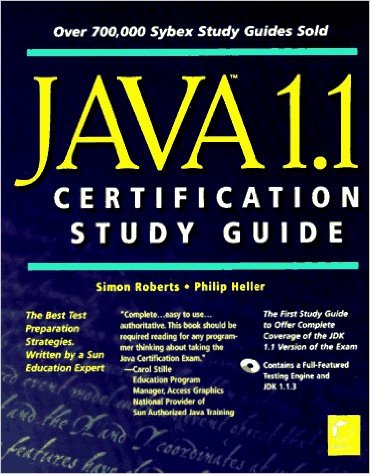 Over 700,000 Sybex Study Guides Sold
JAVA™ 1.1
CERTIFICATION
STUDY GUIDE
Simon Roberts • Philip Heller
The Best Test
Preparation
Strategies.
Written by a Sun
Education Expert
"Complete...easy to use...
authoritative. This book should be
required reading for any program-
mer thinking about taking the
Java Certification Exam."
—Carol Stille
Education Program
Manager, Access Graphics
National Provider of
Sun Authorized Java Training
The First Study Guide
to Offer Complete
Coverage of the JDK
1.1 Version of the Exam
Contains a Full-Featured
Testing Engine and
JDK 1.1.3